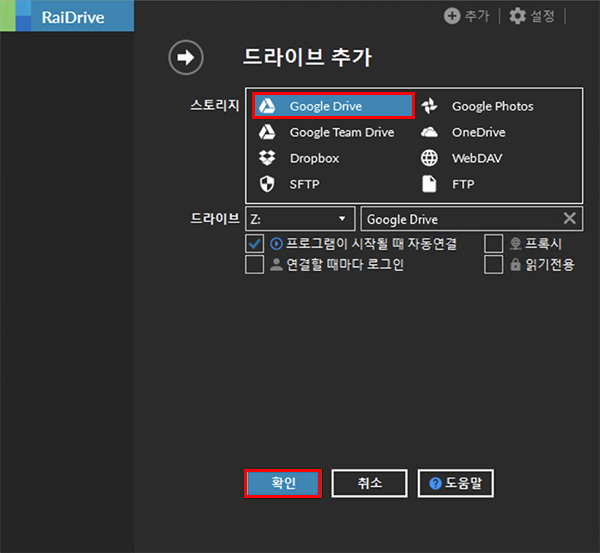 RaiDrive
추가
설정
드라이브 추가
스토리지
Google Drive
Google Photos
Google Team Drive
OneDrive
Dropbox
WebDAV
SFTP
FTP
드라이브
Z:
Google Drive
프로그램이 시작될 때 자동연결
프록시
연결할 때마다 로그인
읽기전용
확인
취소
도움말